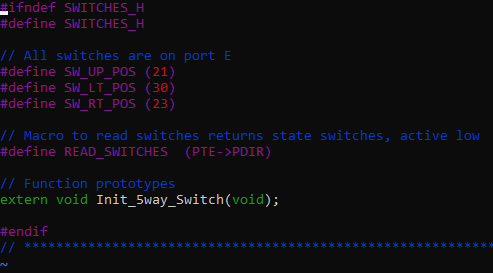 #ifndef SWITCHES_H
#define SWITCHES_H
// All switches are on port E
#define SW_UP_POS (21)
#define SW_LT_POS (30)
#define SW_RT_POS (23)
// Macro to read switches returns state switches, active low
#define READ_SWITCHES  (PTE->PDIR)
// Function prototypes
extern void Init_5way_Switch(void);
#endif
// ***********************************************************
~